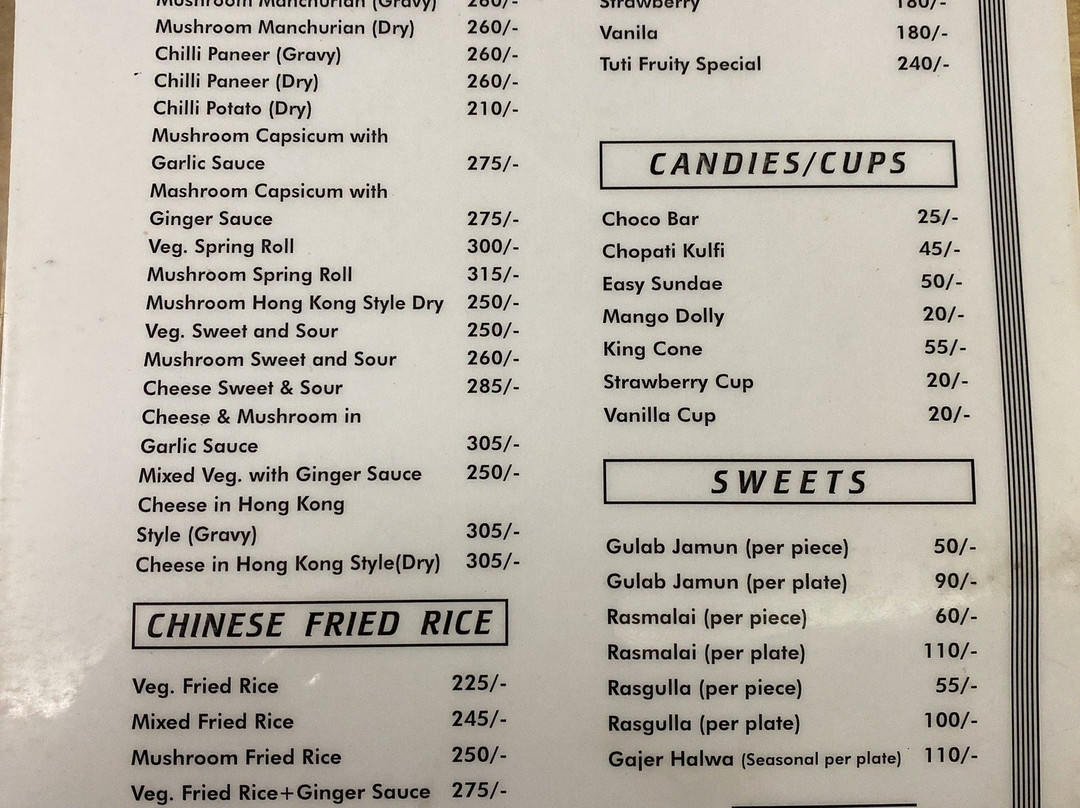 Mushroom Manchurian (Gravy) 260/-
Mushroom Manchurian (Dry) 260/-
Chilli Paneer (Gravy) 260/-
Chilli Paneer (Dry) 260/-
Chilli Potato (Dry) 210/-
Mushroom Capsicum with
Garlic Sauce 275/-
Mashroom Capsicum with
Ginger Sauce 275/-
Veg. Spring Roll 300/-
Mushroom Spring Roll 315/-
Mushroom Hong Kong Style Dry 250/-
Veg. Sweet and Sour 250/-
Mushroom Sweet and Sour 260/-
Cheese Sweet & Sour 285/-
Cheese & Mushroom in
Garlic Sauce 305/-
Mixed Veg. with Ginger Sauce 250/-
Cheese in Hong Kong
Style (Gravy) 305/-
Cheese in Hong Kong Style(Dry) 305/-
CHINESE FRIED RICE
Veg. Fried Rice 225/-
Mixed Fried Rice 245/-
Mushroom Fried Rice 250/-
Veg. Fried Rice+Ginger Sauce 275/-
Strawberry 180/-
Vanila 180/-
Tuti Fruity Special 240/-
CANDIES/CUPS
Choco Bar 25/-
Chopati Kulfi 45/-
Easy Sundae 50/-
Mango Dolly 20/-
King Cone 55/-
Strawberry Cup 20/-
Vanilla Cup 20/-
SWEETS
Gulab Jamun (per piece) 50/-
Gulab Jamun (per plate) 90/-
Rasmalai (per piece) 60/-
Rasmalai (per plate) 110/-
Rasgulla (per piece) 55/-
Rasgulla (per plate) 100/-
Gajer Halwa (Seasonal per plate) 110/-